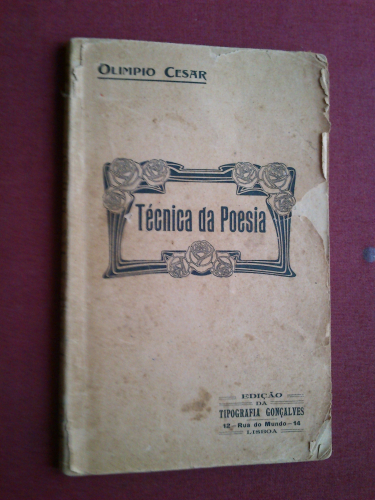 OLIMPIO CESAR
Técnica da Poesia
EDIÇÃO
DA
TIPOGRAFIA GONÇALVES
12-Rua do Mundo-14
LISBOA